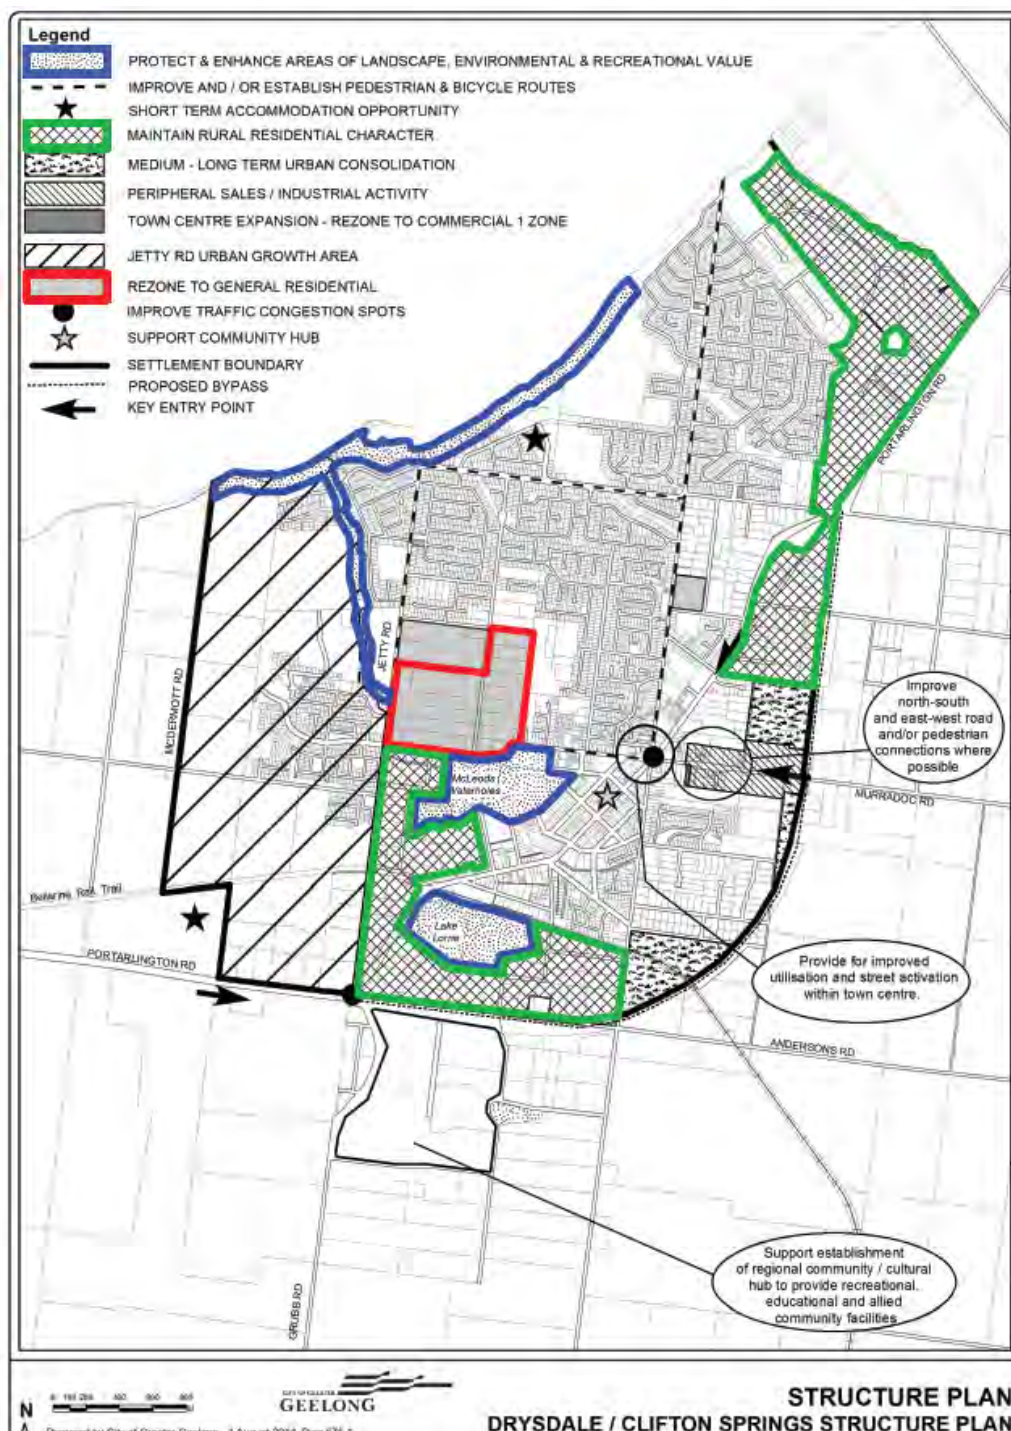 Legend
PROTECT & ENHANCE AREAS OF LANDSCAPE, ENVIRONMENTAL & RECREATIONAL VALUE
IMPROVE AND / OR ESTABLISH PEDESTRIAN & BICYCLE ROUTES
SHORT TERM ACCOMMODATION OPPORTUNITY
MAINTAIN RURAL RESIDENTIAL CHARACTER
MEDIUM - LONG TERM URBAN CONSOLIDATION
PERIPHERAL SALES / INDUSTRIAL ACTIVITY
TOWN CENTRE EXPANSION - REZONE TO COMMERCIAL 1 ZONE
JETTY RD URBAN GROWTH AREA
REZONE TO GENERAL RESIDENTIAL
IMPROVE TRAFFIC CONGESTION SPOTS
SUPPORT COMMUNITY HUB
SETTLEMENT BOUNDARY
PROPOSED BYPASS
KEY ENTRY POINT
PORTARLINGTON RD
JETTY RD
MCDERMOTT RD
Improve
north-south
and east-west road
and/or pedestrian
connections where
possible
McLeods
Waterholes
MURRADOC RD
Bellarine Rail Trail
Lake
Lorne
PORTARLINGTON RD
Provide for improved
utilisation and street activation
within town centre.
ANDERSONS RD
Support establishment
of regional community / cultural
hub to provide recreational,
educational and allied
community facilities
GRUBB RD
N
GEELONG
STRUCTURE PLAN
DRYSDALE / CLIFTON SPRINGS STRUCTURE PLAN